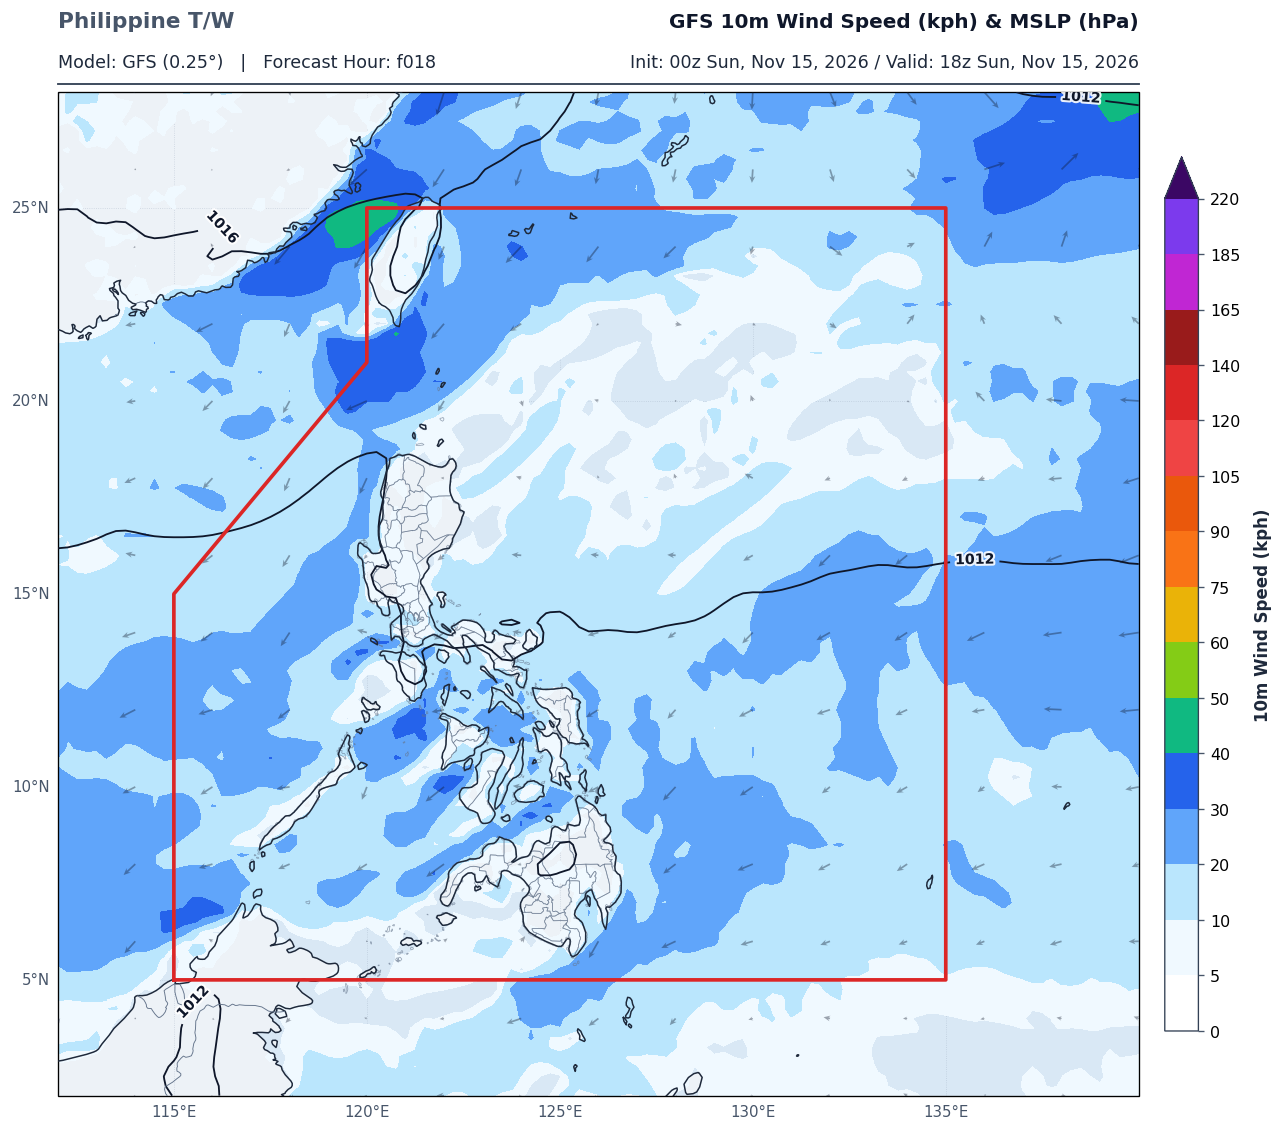 Philippine T/W
GFS 10m Wind Speed (kph) & MSLP (hPa)
Model: GFS (0.25°) | Forecast Hour: f018
Init: 00z Sun, Nov 15, 2026 / Valid: 18z Sun, Nov 15, 2026
1012
1016
1012
1012
25°N
20°N
15°N
10°N
5°N
115°E
120°E
125°E
130°E
135°E
220
185
165
140
120
105
90
75
60
50
40
30
20
10
5
0
10m Wind Speed (kph)